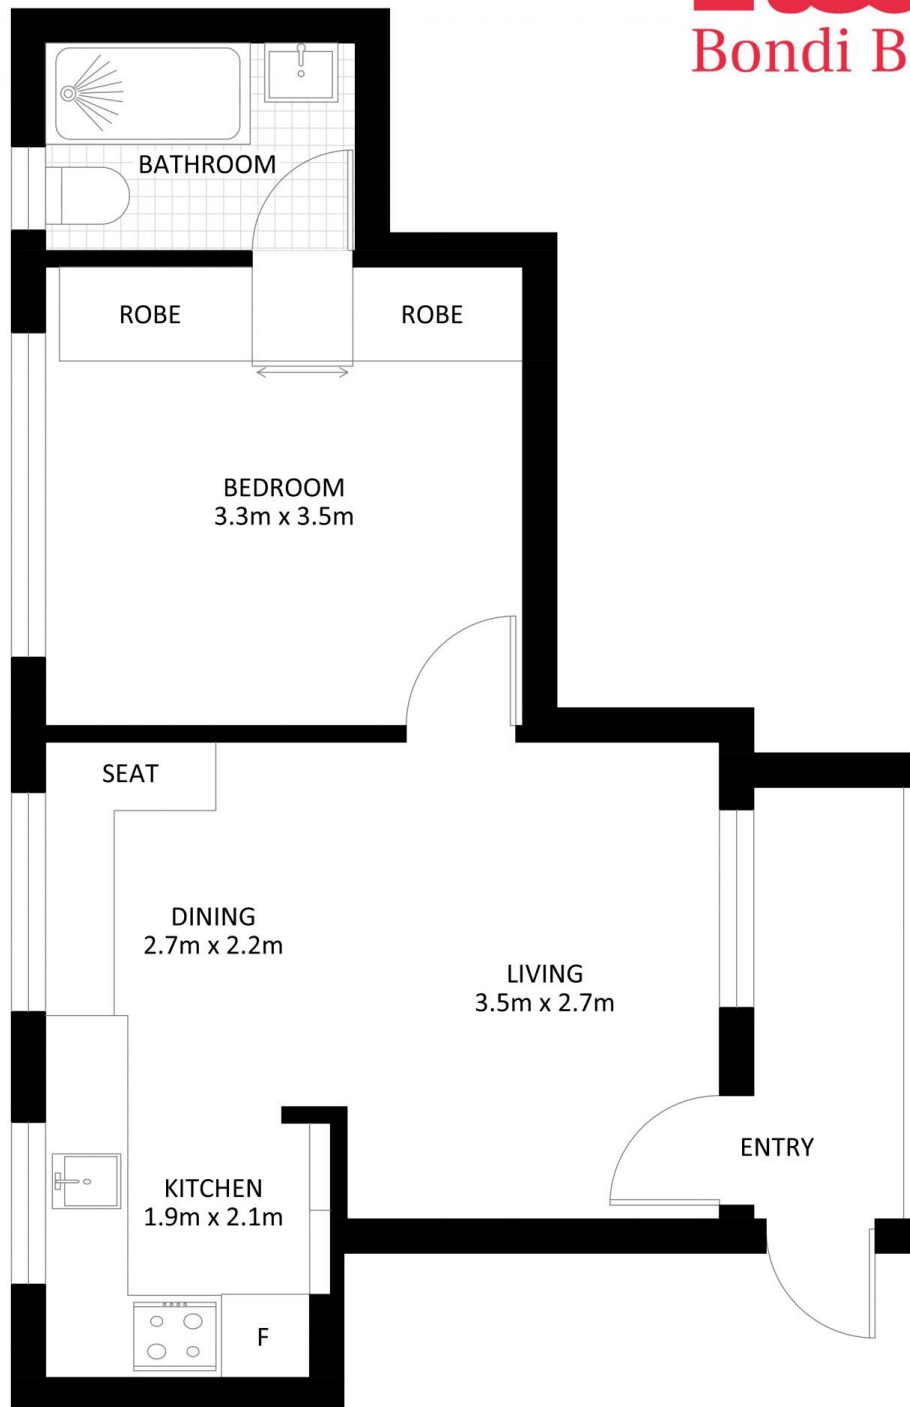 Bondi B
BATHROOM
ROBE
ROBE
BEDROOM
3.3m x 3.5m
SEAT
DINING
2.7m x 2.2m
LIVING
3.5m x 2.7m
ENTRY
KITCHEN
1.9m x 2.1m
F